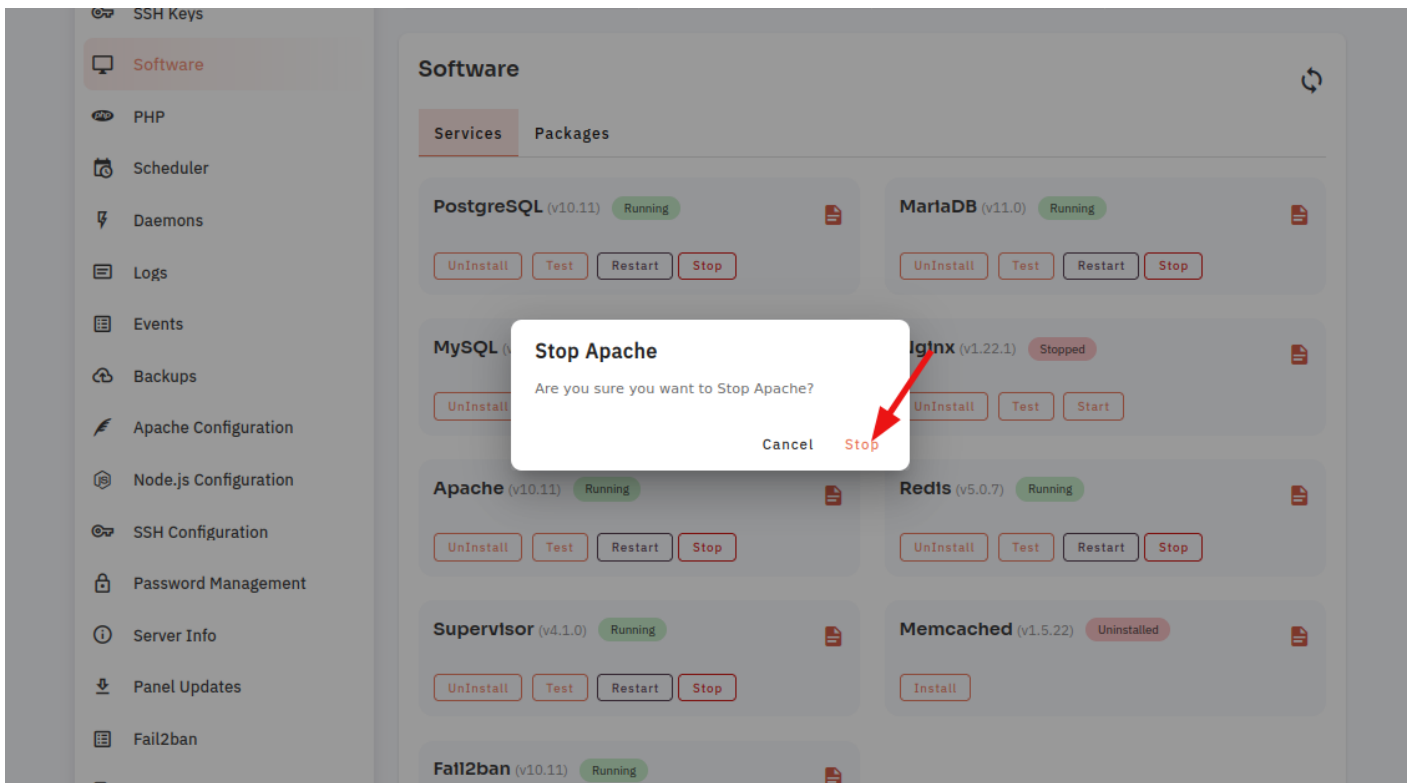 SSH Keys
Software
PHP
Scheduler
Daemons
Logs
Events
Backups
Apache Configuration
Node.js Configuration
SSH Configuration
Password Management
Server Info
Panel Updates
Fail2ban
Software
Services Packages
PostgreSQL (v10.11) Running
UnInstall Test Restart Stop
MariaDB (v11.0) Running
UnInstall Test Restart Stop
MySQL
UnInstall
Stop Apache
Are you sure you want to Stop Apache?
Cancel Stop
Nginx (v1.22.1) Stopped
UnInstall Test Start
Apache (v10.11) Running
UnInstall Test Restart Stop
Redis (v5.0.7) Running
UnInstall Test Restart Stop
Supervisor (v4.1.0) Running
UnInstall Test Restart Stop
Memcached (v1.5.22) Uninstalled
Install
Fail2ban (v10.11) Running